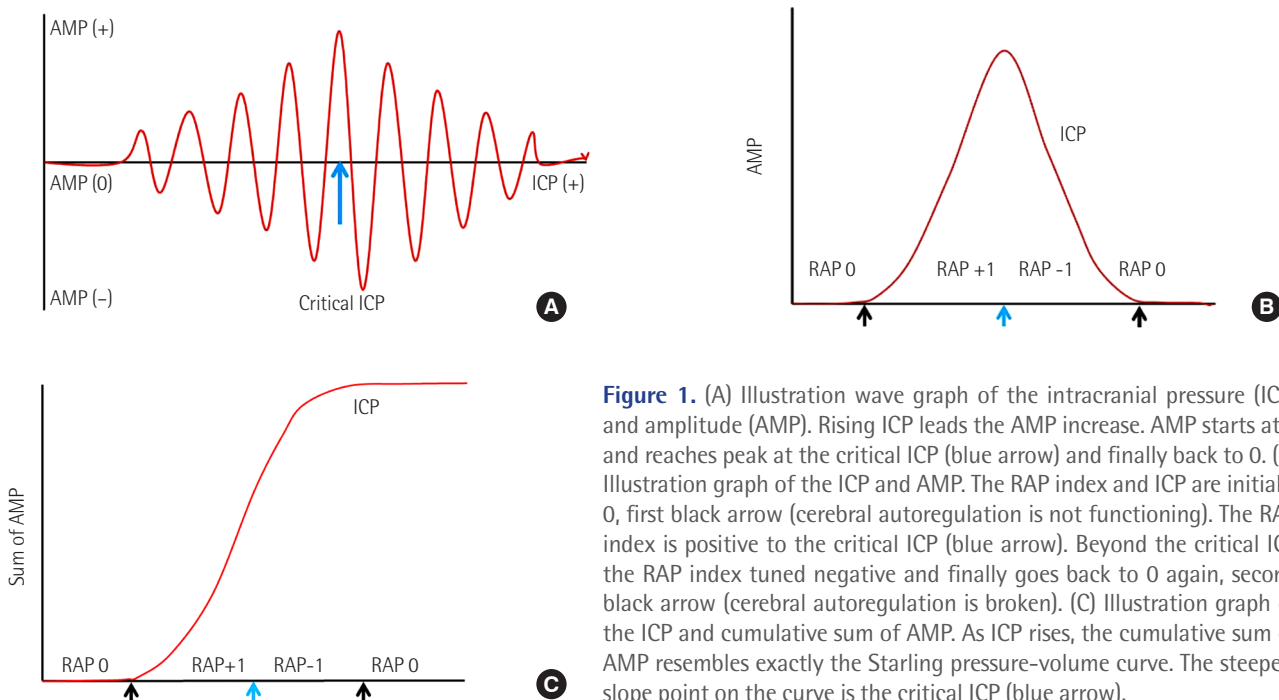 AMP (+)
AMP (0)
ICP (+)
AMP (−)
Critical ICP
A
AMP
ICP
RAP 0
RAP +1
RAP -1
RAP 0
B
Sum of AMP
ICP
RAP 0
RAP+1
RAP-1
RAP 0
C
Figure 1. (A) Illustration wave graph of the intracranial pressure (IC
and amplitude (AMP). Rising ICP leads the AMP increase. AMP starts at
and reaches peak at the critical ICP (blue arrow) and finally back to 0. (
Illustration graph of the ICP and AMP. The RAP index and ICP are initial
0, first black arrow (cerebral autoregulation is not functioning). The RA
index is positive to the critical ICP (blue arrow). Beyond the critical IC
the RAP index tuned negative and finally goes back to 0 again, secor
black arrow (cerebral autoregulation is broken). (C) Illustration graph
the ICP and cumulative sum of AMP. As ICP rises, the cumulative sum
AMP resembles exactly the Starling pressure-volume curve. The steepe
slope point on the curve is the critical ICP (blue arrow).